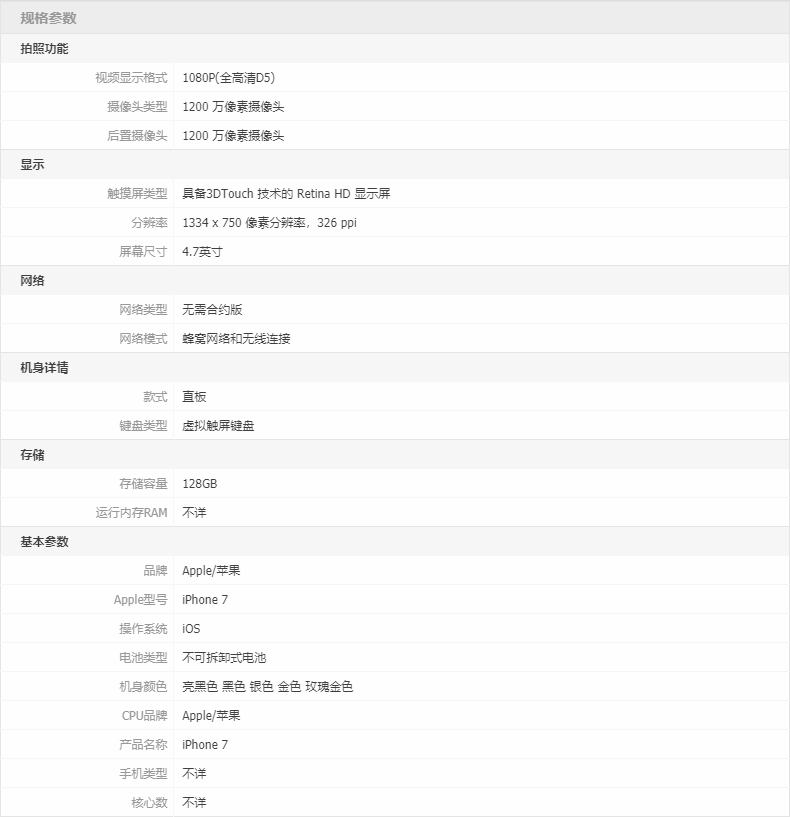 规格参数
拍照功能
视频显示格式 1080P(全高清D5)
摄像头类型 1200 万像素摄像头
后置摄像头 1200 万像素摄像头
显示
触摸屏类型 具备3DTouch 技术的 Retina HD 显示屏
分辨率 1334 x 750 像素分辨率，326 ppi
屏幕尺寸 4.7英寸
网络
网络类型 无需合约版
网络模式 蜂窝网络和无线连接
机身详情
款式 直板
键盘类型 虚拟触屏键盘
存储
存储容量 128GB
运行内存RAM 不详
基本参数
品牌 Apple/苹果
Apple型号 iPhone 7
操作系统 iOS
电池类型 不可拆卸式电池
机身颜色 亮黑色 黑色 银色 金色 玫瑰金色
CPU品牌 Apple/苹果
产品名称 iPhone 7
手机类型 不详
核心数 不详